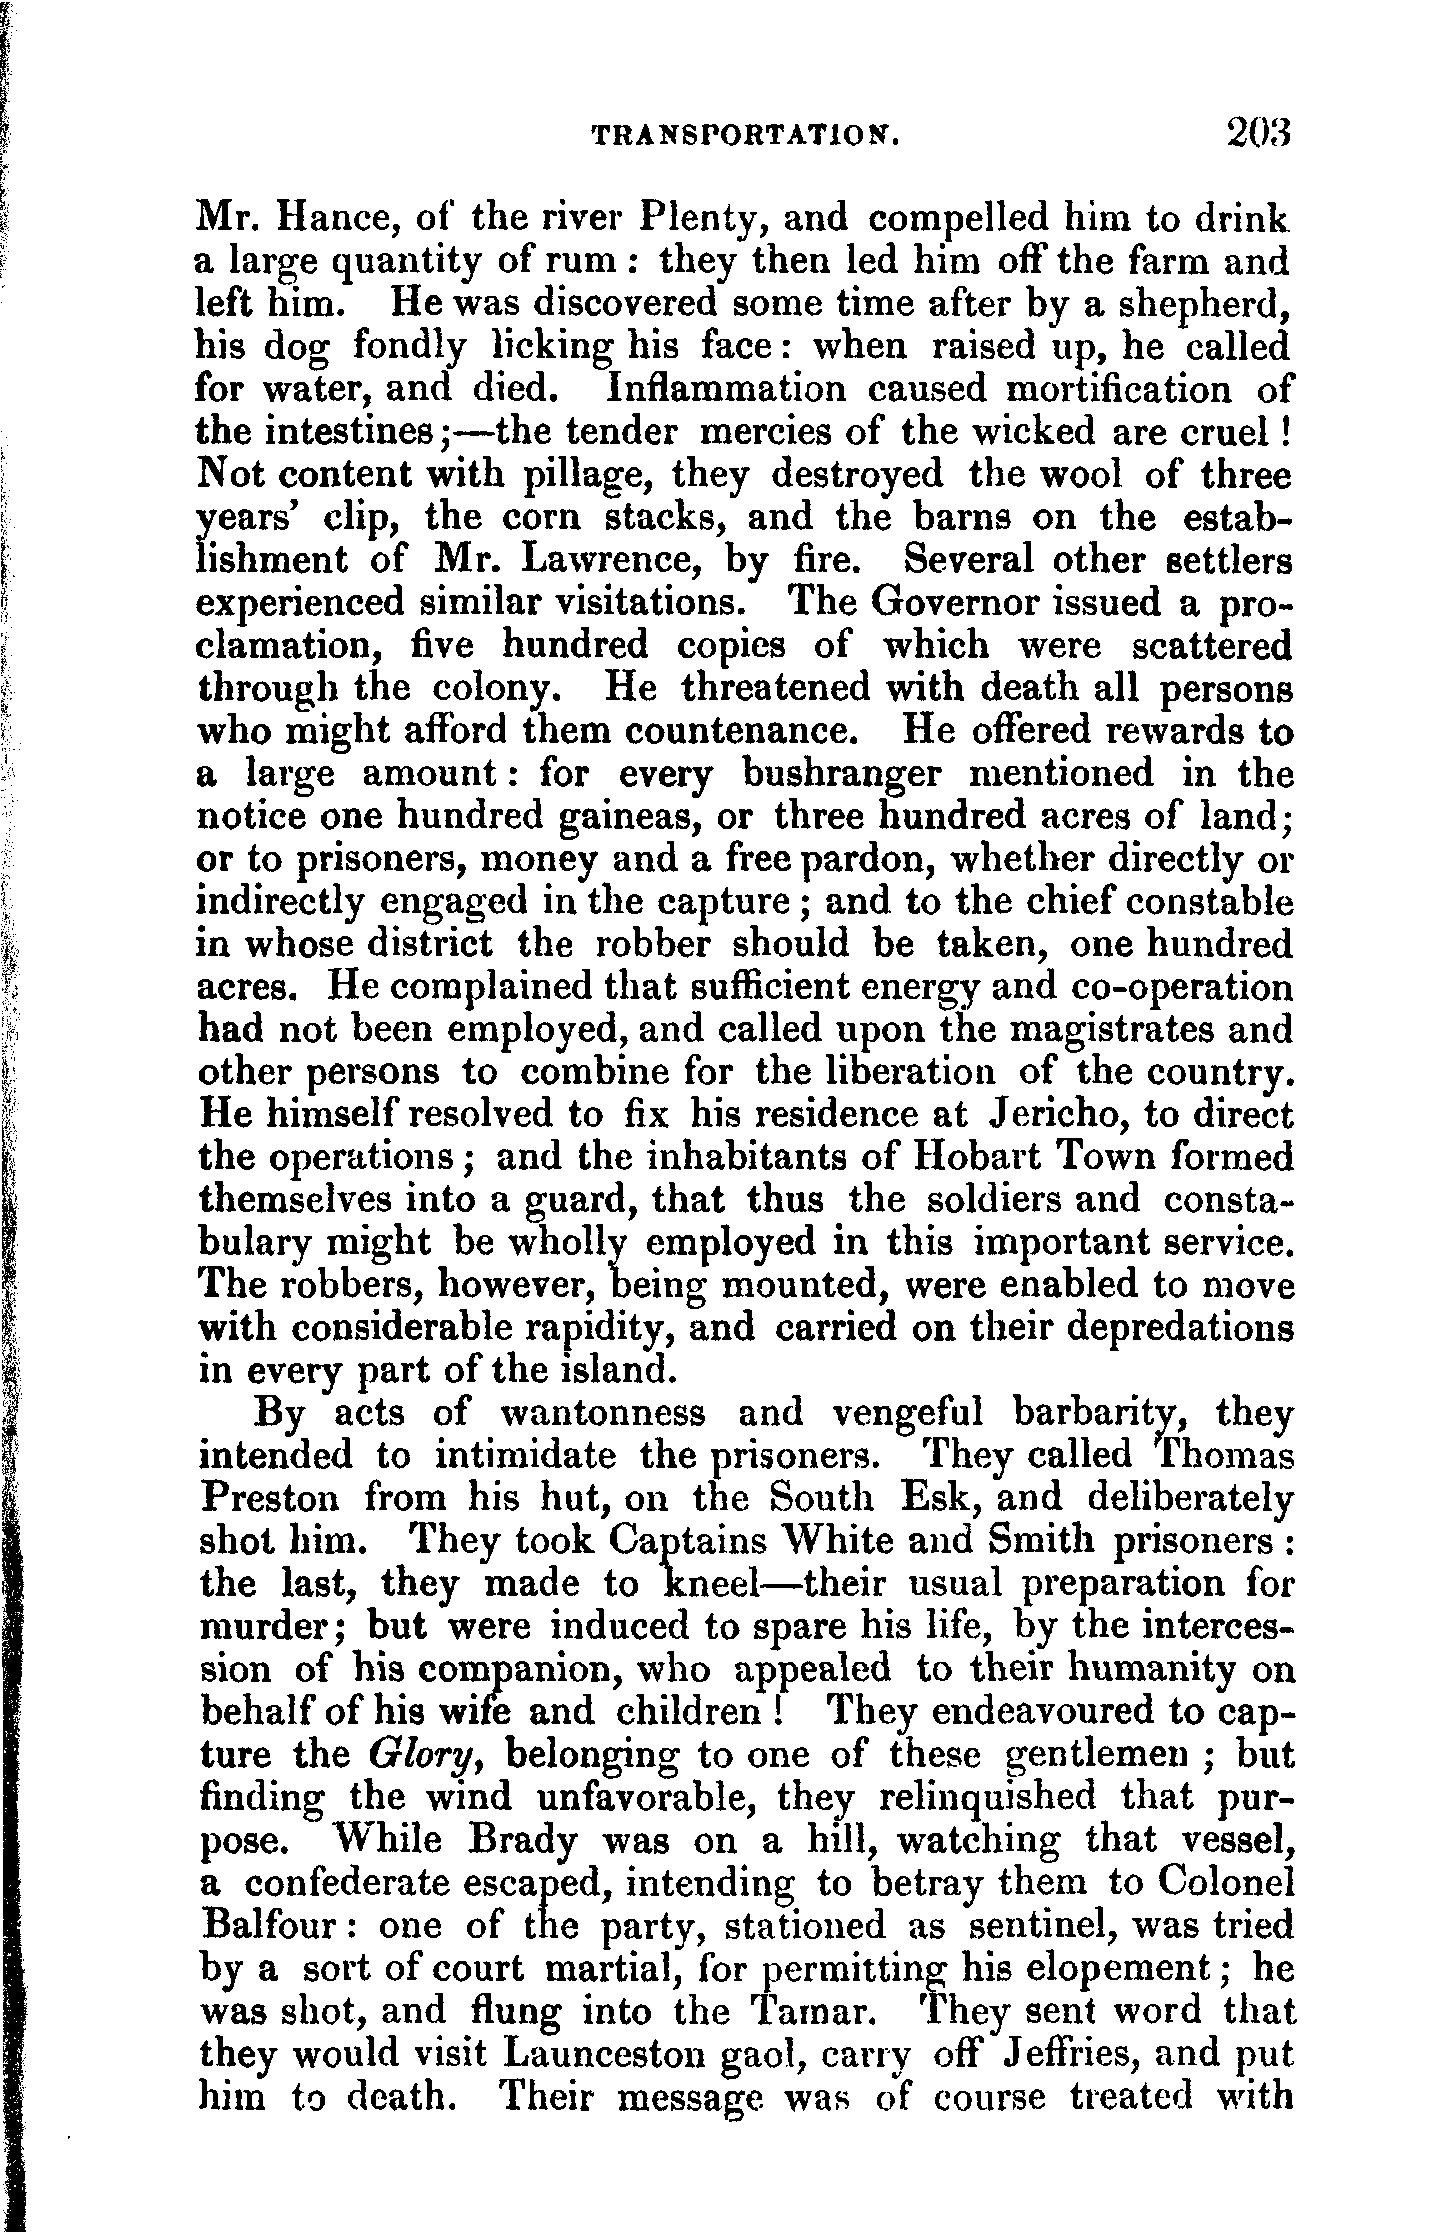 TRANSPORTATION. 203
Mr. Hance, of the river Plenty, and compelled him to drink
a large quantity of rum : they then led him off the farm and
left him. He was discovered some time after by a shepherd,
his dog fondly licking his face : when raised up, he called
for water, and died. Inflammation caused mortification of
the intestines ;—the tender mercies of the wicked are cruel !
Not content with pillage, they destroyed the wool of three
years' clip, the corn stacks, and the barns on the estab-
lishment of Mr. Lawrence, by fire. Several other settlers
experienced similar visitations. The Governor issued a pro-
clamation, five hundred copies of which were scattered
through the colony. He threatened with death all persons
who might afford them countenance. He offered rewards to
a large amount : for every bushranger mentioned in the
notice one hundred gaineas, or three hundred acres of land;
or to prisoners, money and a free pardon, whether directly or
indirectly engaged in the capture ; and to the chief constable
in whose district the robber should be taken, one hundred
acres. He complained that sufficient energy and co-operation
had not been employed, and called upon the magistrates and
other persons to combine for the liberation of the country.
He himself resolved to fix his residence at Jericho, to direct
the operations ; and the inhabitants of Hobart Town formed
themselves into a guard, that thus the soldiers and consta-
bulary might be wholly employed in this important service.
The robbers, however, being mounted, were enabled to move
with considerable rapidity, and carried on their depredations
in every part of the island.
By acts of wantonness and vengeful barbarity, they
intended to intimidate the prisoners. They called Thomas
Preston from his hut, on the South Esk, and deliberately
shot him. They took Captains White and Smith prisoners :
the last, they made to kneel—their usual preparation for
murder ; but were induced to spare his life, by the interces-
sion of his companion, who appealed to their humanity on
behalf of his wife and children ! They endeavoured to cap-
ture the Glory, belonging to one of these gentlemen ; but
finding the wind unfavorable, they relinquished that pur-
pose. While Brady was on a hill, watching that vessel,
a confederate escaped, intending to betray them to Colonel
Balfour : one of the party, stationed as sentinel, was tried
by a sort of court martial, for permitting his elopement ; he
was shot, and flung into the Tamar. They sent word that
they would visit Launceston gaol, carry off Jeffries, and put
him to death. Their message was of course treated with